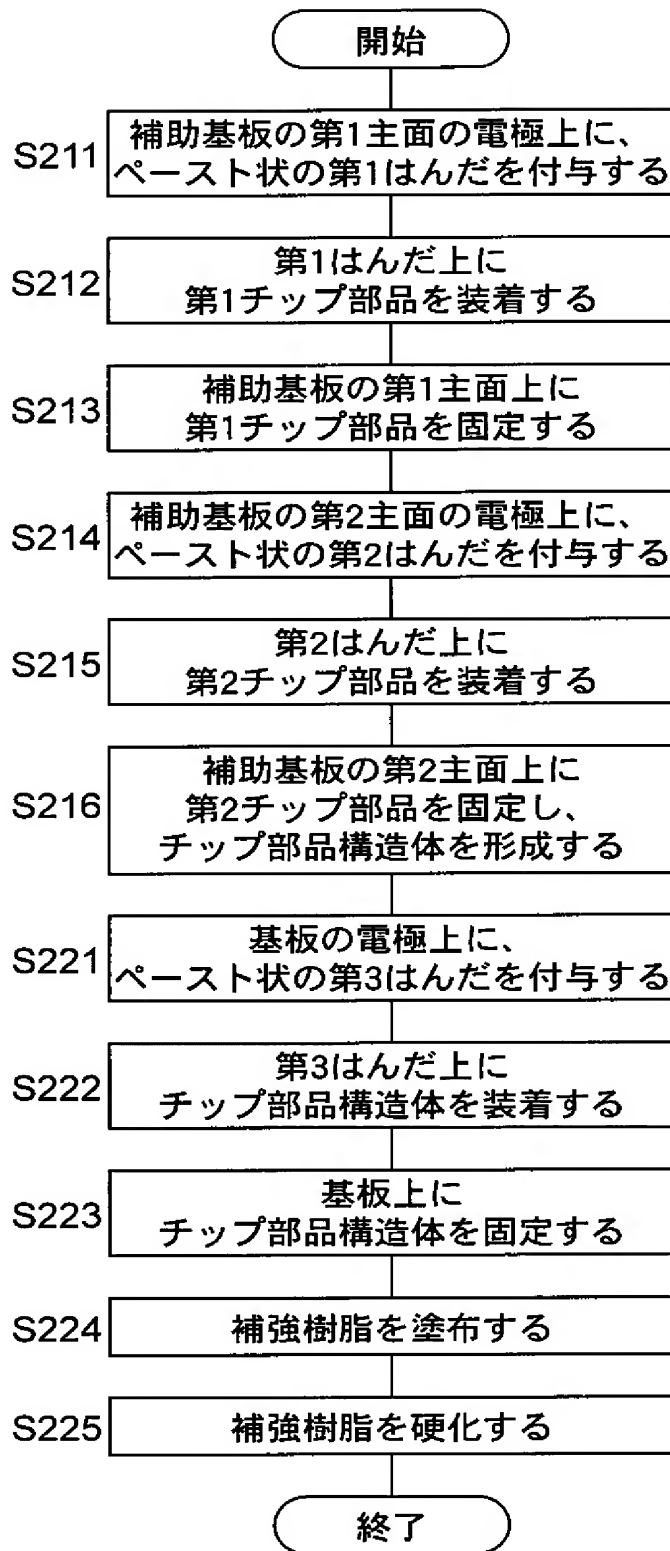 開始
S211
補助基板の第1主面の電極上に、
ペースト状の第1はんだを付与する
S212
第1はんだ上に
第1チップ部品を装着する
S213
補助基板の第1主面上に
第1チップ部品を固定する
S214
補助基板の第2主面の電極上に、
ペースト状の第2はんだを付与する
S215
第2はんだ上に
第2チップ部品を装着する
S216
補助基板の第2主面上に
第2チップ部品を固定し、
チップ部品構造体を形成する
S221
基板の電極上に、
ペースト状の第3はんだを付与する
S222
第3はんだ上に
チップ部品構造体を装着する
S223
基板上に
チップ部品構造体を固定する
S224
補強樹脂を塗布する
S225
補強樹脂を硬化する
終了